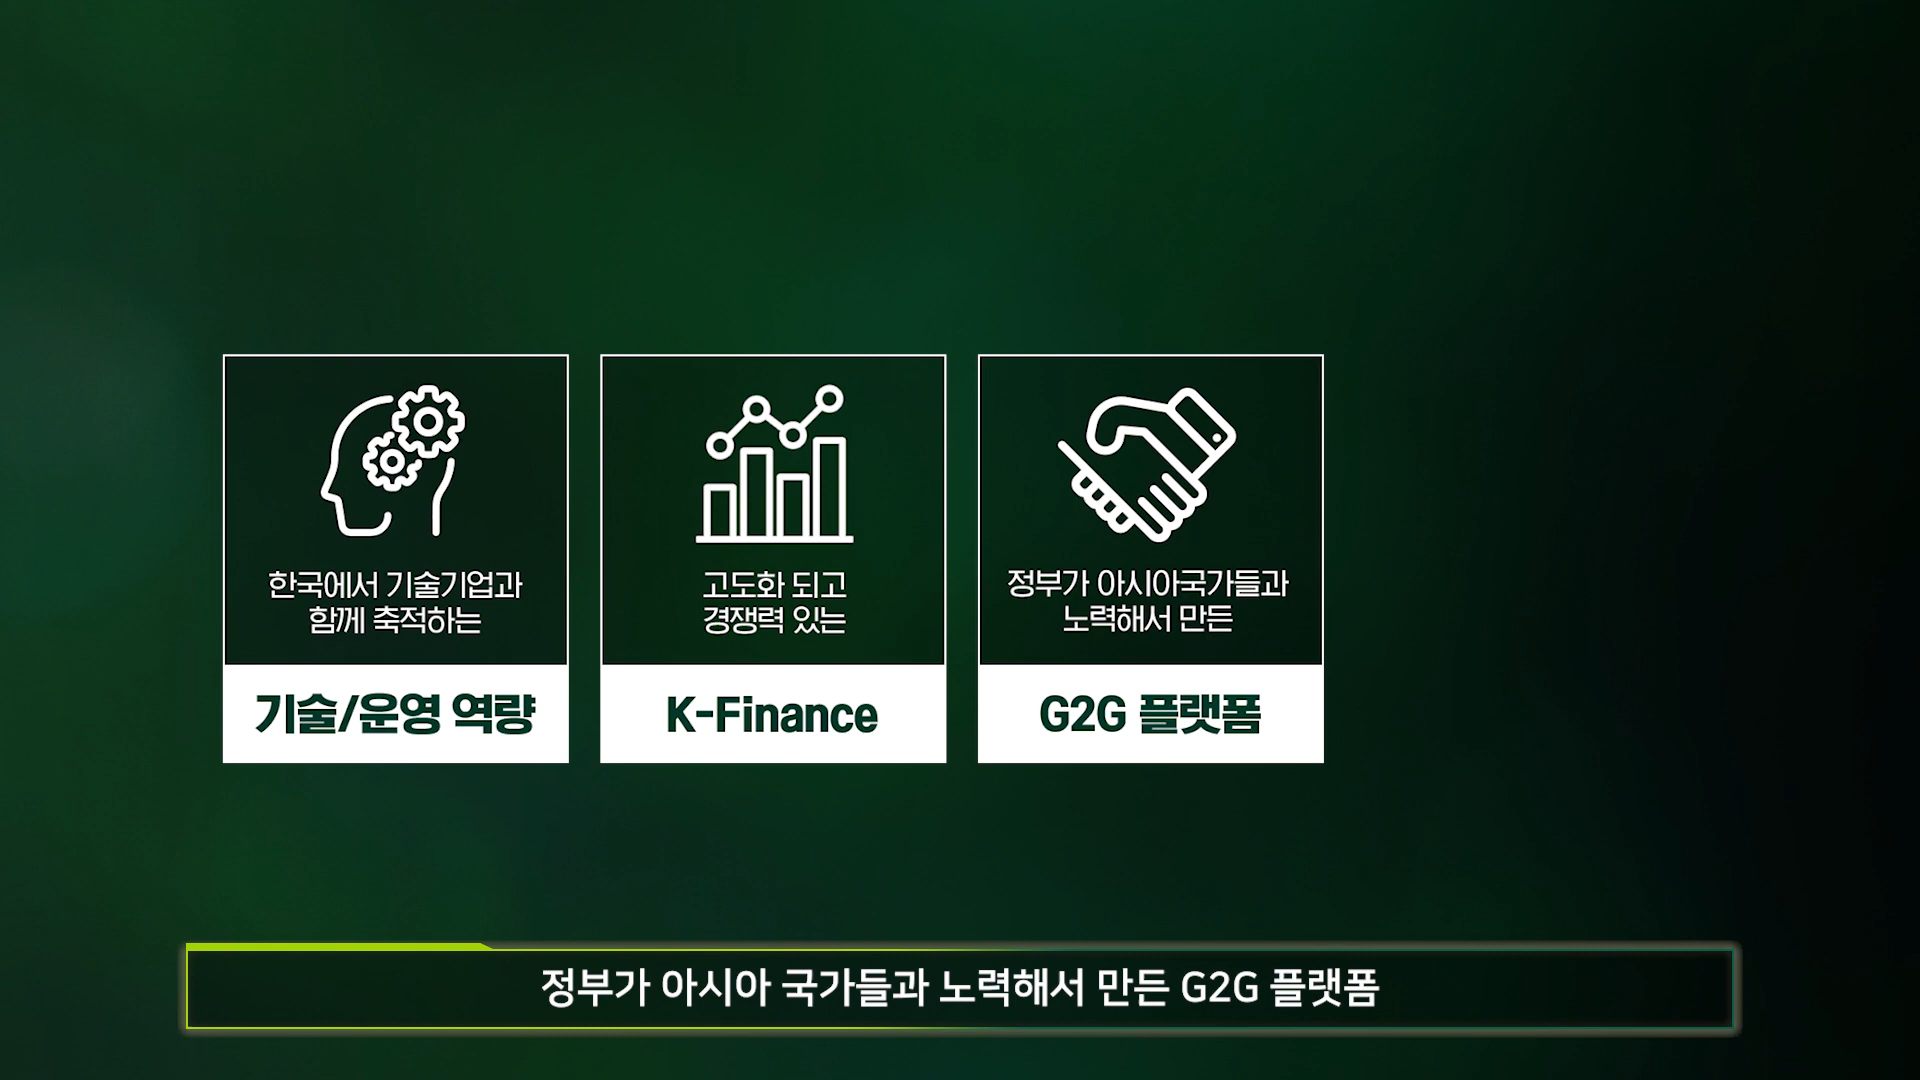 한국에서 기술기업과
함께 축적하는
기술/운영 역량
고도화 되고
경쟁력 있는
K-Finance
정부가 아시아국가들과
노력해서 만든
G2G 플랫폼
정부가 아시아 국가들과 노력해서 만든 G2G 플랫폼